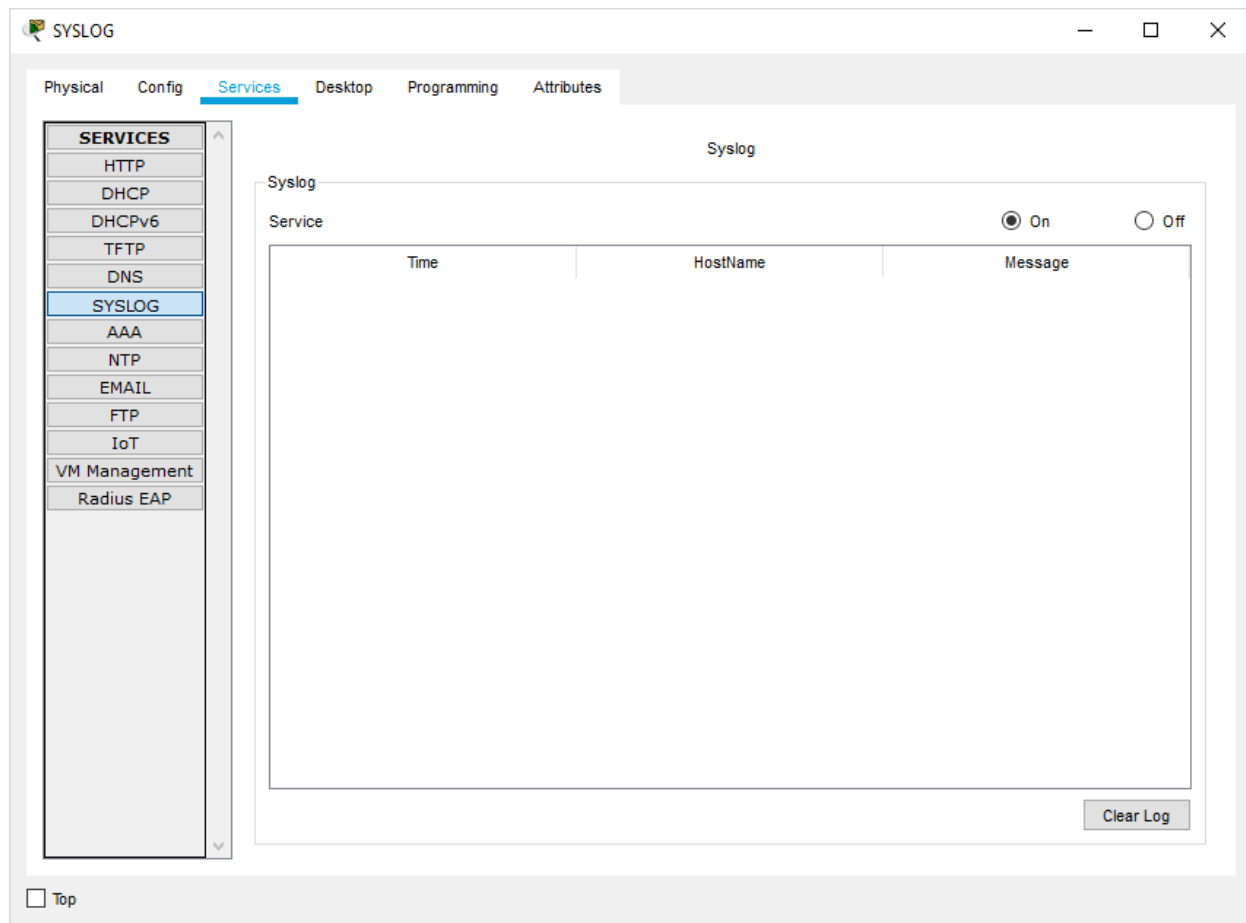 SYSLOG
Physical Config Services Desktop Programming Attributes
SERVICES
HTTP
DHCP
DHCPv6
TFTP
DNS
SYSLOG
AAA
NTP
EMAIL
FTP
IoT
VM Management
Radius EAP
Syslog
Syslog
Service On Off
Time HostName Message
Clear Log
Top